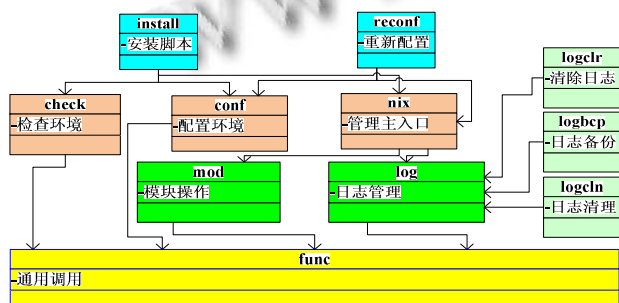 install
-安装脚本
reconf
-重新配置
logclr
-清除日志
check
-检查环境
conf
-配置环境
nix
-管理主入口
logbcp
-日志备份
mod
-模块操作
log
-日志管理
logcln
-日志清理
func
-通用调用